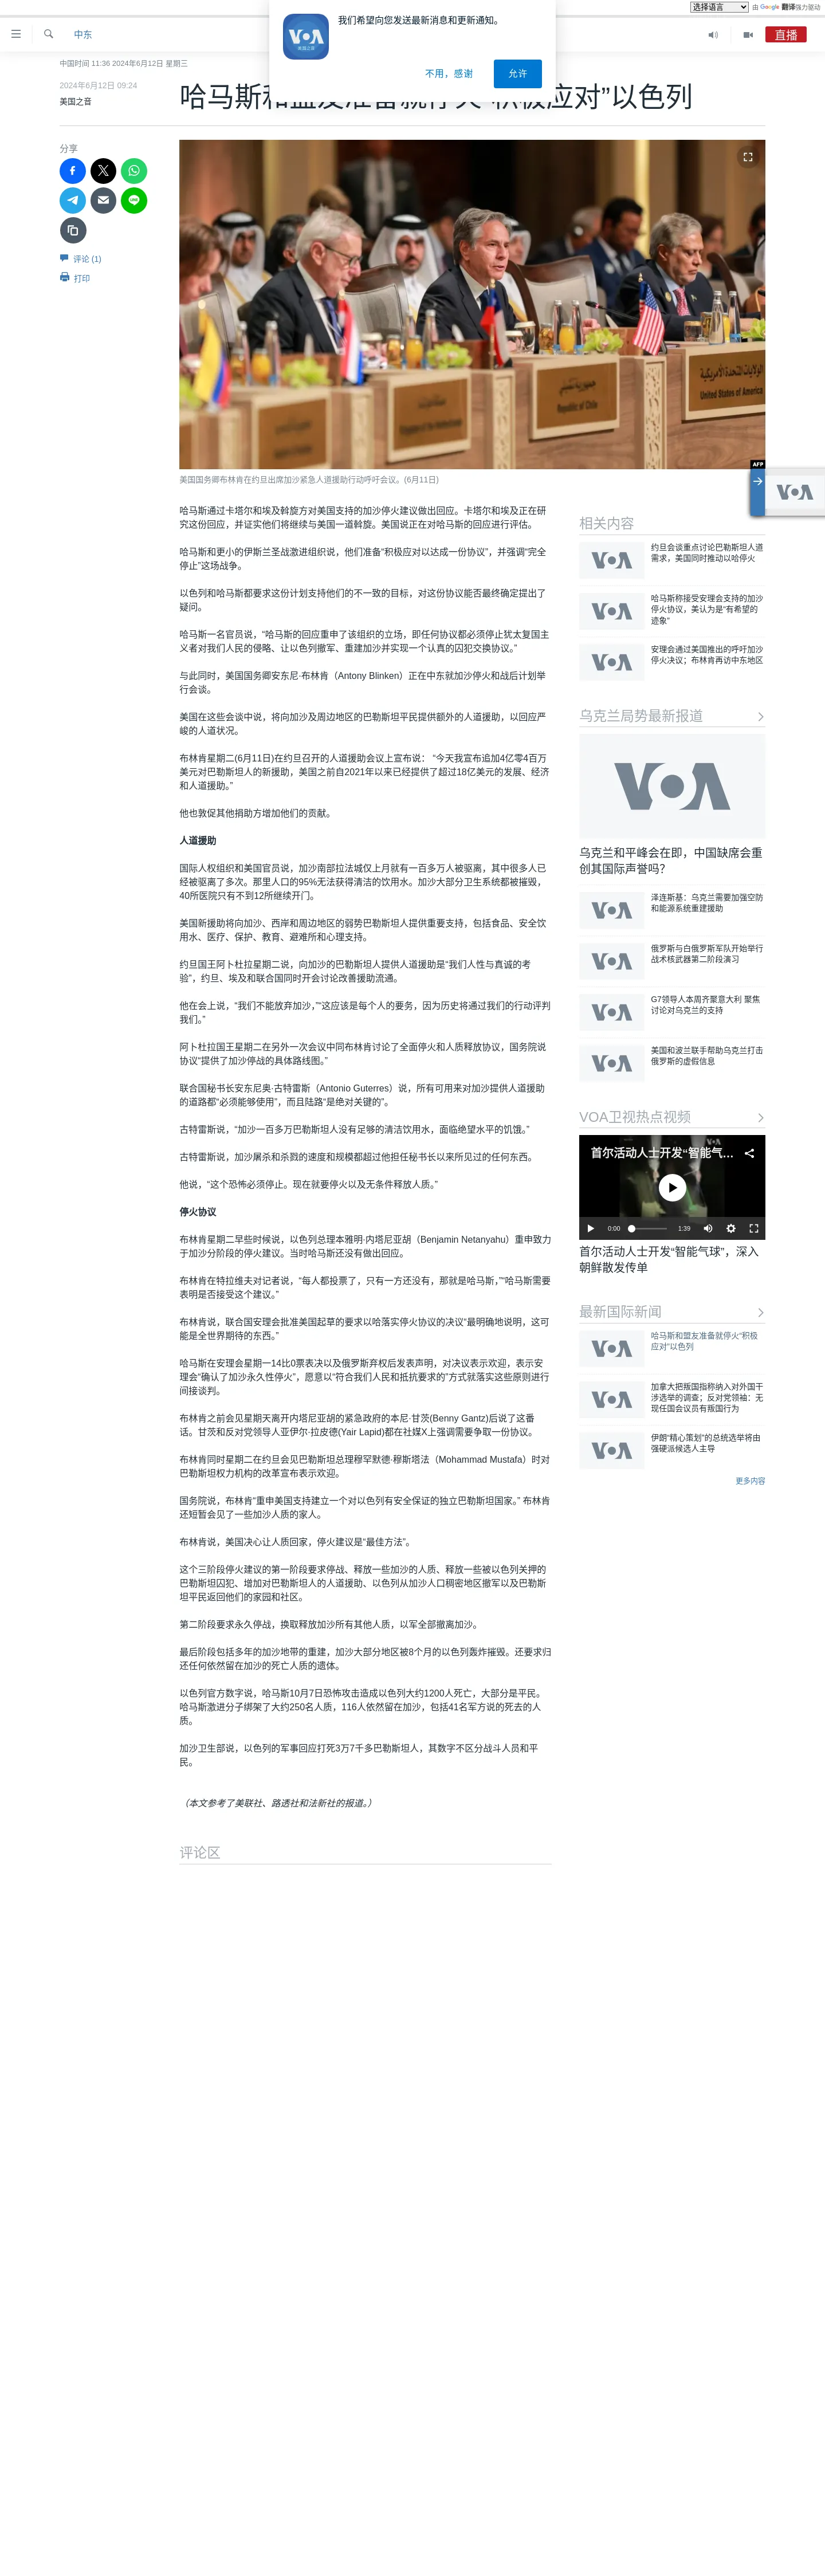 选择语言 由 Google 翻译强力驱动
我们希望向您发送最新消息和更新通知。
不用，感谢
允许
中东
直播
中国时间 11:36 2024年6月12日 星期三
2024年6月12日 09:24
美国之音
以色列
分享
评论 (1)
打印
Republic of Chile
AFP
美国国务卿布林肯在约旦出席加沙紧急人道援助行动呼吁会议。(6月11日)
VOA
哈马斯通过卡塔尔和埃及斡旋方对美国支持的加沙停火建议做出回应。卡塔尔和埃及正在研
究这份回应，并证实他们将继续与美国一道斡旋。美国说正在对哈马斯的回应进行评估。
哈马斯和更小的伊斯兰圣战激进组织说，他们准备“积极应对以达成一份协议”，并强调“完全
停止”这场战争。
以色列和哈马斯都要求这份计划支持他们的不一致的目标，对这份协议能否最终确定提出了
疑问。
哈马斯一名官员说，“哈马斯的回应重申了该组织的立场，即任何协议都必须停止犹太复国主
义者对我们人民的侵略、让以色列撤军、重建加沙并实现一个认真的囚犯交换协议。”
与此同时，美国国务卿安东尼·布林肯（Antony Blinken）正在中东就加沙停火和战后计划举
行会谈。
美国在这些会谈中说，将向加沙及周边地区的巴勒斯坦平民提供额外的人道援助，以回应严
峻的人道状况。
布林肯星期二(6月11日)在约旦召开的人道援助会议上宣布说： “今天我宣布追加4亿零4百万
美元对巴勒斯坦人的新援助，美国之前自2021年以来已经提供了超过18亿美元的发展、经济
和人道援助。”
他也敦促其他捐助方增加他们的贡献。
人道援助
国际人权组织和美国官员说，加沙南部拉法城仅上月就有一百多万人被驱离，其中很多人已
经被驱离了多次。那里人口的95%无法获得清洁的饮用水。加沙大部分卫生系统都被摧毁，
40所医院只有不到12所继续开门。
美国新援助将向加沙、西岸和周边地区的弱势巴勒斯坦人提供重要支持，包括食品、安全饮
用水、医疗、保护、教育、避难所和心理支持。
约旦国王阿卜杜拉星期二说，向加沙的巴勒斯坦人提供人道援助是“我们人性与真诚的考
验”，约旦、埃及和联合国同时开会讨论改善援助流通。
他在会上说，“我们不能放弃加沙，”“这应该是每个人的要务，因为历史将通过我们的行动评判
我们。”
阿卜杜拉国王星期二在另外一次会议中同布林肯讨论了全面停火和人质释放协议，国务院说
协议“提供了加沙停战的具体路线图。”
联合国秘书长安东尼奥·古特雷斯（Antonio Guterres）说，所有可用来对加沙提供人道援助
的道路都“必须能够使用”，而且陆路“是绝对关键的”。
古特雷斯说，“加沙一百多万巴勒斯坦人没有足够的清洁饮用水，面临绝望水平的饥饿。”
古特雷斯说，加沙屠杀和杀戮的速度和规模都超过他担任秘书长以来所见过的任何东西。
他说，“这个恐怖必须停止。现在就要停火以及无条件释放人质。”
停火协议
布林肯星期二早些时候说，以色列总理本雅明·内塔尼亚胡（Benjamin Netanyahu）重申致力
于加沙分阶段的停火建议。当时哈马斯还没有做出回应。
布林肯在特拉维夫对记者说，“每人都投票了，只有一方还没有，那就是哈马斯，”“哈马斯需要
表明是否接受这个建议。”
布林肯说，联合国安理会批准美国起草的要求以哈落实停火协议的决议“最明确地说明，这可
能是全世界期待的东西。”
哈马斯在安理会星期一14比0票表决以及俄罗斯弃权后发表声明，对决议表示欢迎，表示安
理会“确认了加沙永久性停火”，愿意以“符合我们人民和抵抗要求的”方式就落实这些原则进行
间接谈判。
布林肯之前会见星期天离开内塔尼亚胡的紧急政府的本尼·甘茨(Benny Gantz)后说了这番
话。甘茨和反对党领导人亚伊尔·拉皮德(Yair Lapid)都在社媒X上强调需要争取一份协议。
布林肯同时星期二在约旦会见巴勒斯坦总理穆罕默德·穆斯塔法（Mohammad Mustafa）时对
巴勒斯坦权力机构的改革宣布表示欢迎。
国务院说，布林肯“重申美国支持建立一个对以色列有安全保证的独立巴勒斯坦国家。” 布林肯
还短暂会见了一些加沙人质的家人。
布林肯说，美国决心让人质回家，停火建议是“最佳方法”。
这个三阶段停火建议的第一阶段要求停战、释放一些加沙的人质、释放一些被以色列关押的
巴勒斯坦囚犯、增加对巴勒斯坦人的人道援助、以色列从加沙人口稠密地区撤军以及巴勒斯
坦平民返回他们的家园和社区。
第二阶段要求永久停战，换取释放加沙所有其他人质，以军全部撤离加沙。
最后阶段包括多年的加沙地带的重建，加沙大部分地区被8个月的以色列轰炸摧毁。还要求归
还任何依然留在加沙的死亡人质的遗体。
以色列官方数字说，哈马斯10月7日恐怖攻击造成以色列大约1200人死亡，大部分是平民。
哈马斯激进分子绑架了大约250名人质，116人依然留在加沙，包括41名军方说的死去的人
质。
加沙卫生部说，以色列的军事回应打死3万7千多巴勒斯坦人，其数字不区分战斗人员和平
民。
（本文参考了美联社、路透社和法新社的报道。）
评论区
相关内容
约旦会谈重点讨论巴勒斯坦人道
需求，美国同时推动以哈停火
哈马斯称接受安理会支持的加沙
停火协议，美认为是“有希望的
迹象”
安理会通过美国推出的呼吁加沙
停火决议；布林肯再访中东地区
乌克兰局势最新报道
VOA
乌克兰和平峰会在即，中国缺席会重
创其国际声誉吗？
泽连斯基：乌克兰需要加强空防
和能源系统重建援助
俄罗斯与白俄罗斯军队开始举行
战术核武器第二阶段演习
G7领导人本周齐聚意大利 聚焦
讨论对乌克兰的支持
美国和波兰联手帮助乌克兰打击
俄罗斯的虚假信息
VOA卫视热点视频
首尔活动人士开发“智能气…
0:00 1:39
首尔活动人士开发“智能气球”，深入
朝鲜散发传单
最新国际新闻
哈马斯和盟友准备就停火“积极
应对”以色列
加拿大把叛国指称纳入对外国干
涉选举的调查；反对党领袖：无
现任国会议员有叛国行为
伊朗“精心策划”的总统选举将由
强硬派候选人主导
更多内容